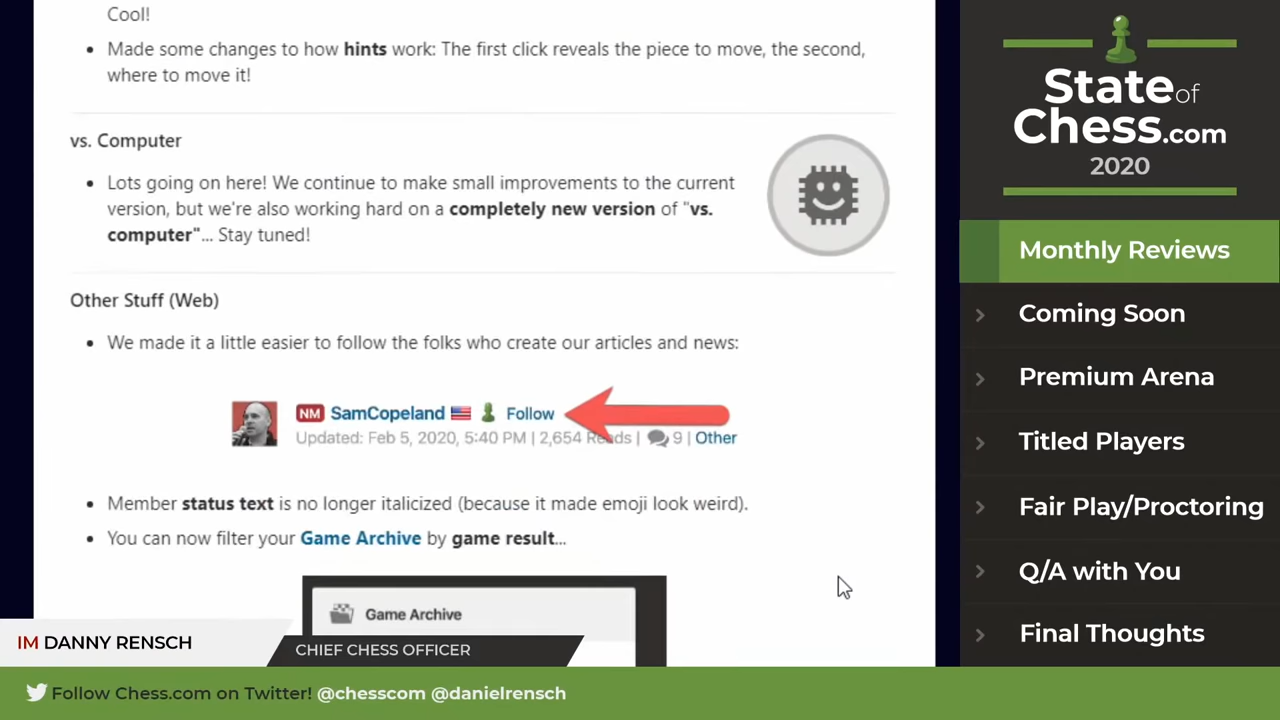 Cool!
• Made some changes to how hints work: The first click reveals the piece to move, the second,
where to move it!
vs. Computer
• Lots going on here! We continue to make small improvements to the current
version, but we're also working hard on a completely new version of "vs.
computer"... Stay tuned!
Other Stuff (Web)
• We made it a little easier to follow the folks who create our articles and news:
NM SamCopeland Follow
Updated: Feb 5, 2020, 5:40 PM | 2,654 Reads | 9 | Other
• Member status text is no longer italicized (because it made emoji look weird).
• You can now filter your Game Archive by game result...
Game Archive
IM DANNY RENSCH
CHIEF CHESS OFFICER
Follow Chess.com on Twitter! @chesscom @danielrensch
State of
Chess.com
2020
Monthly Reviews
Coming Soon
Premium Arena
Titled Players
Fair Play/Proctoring
Q/A with You
Final Thoughts